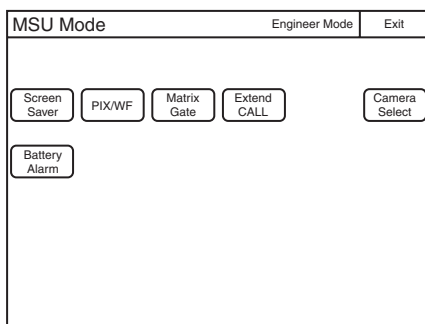 MSU Mode Engineer Mode Exit
Screen Saver PIX/WF Matrix Gate Extend CALL Camera Select
Battery Alarm